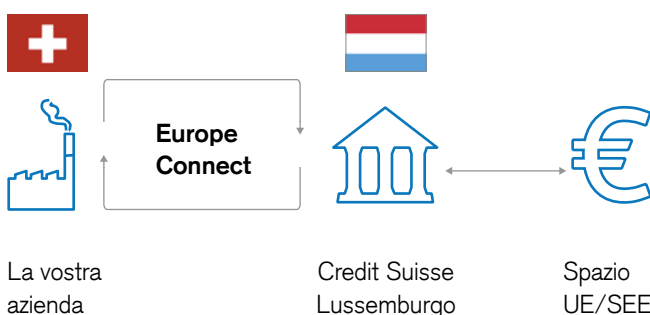 Europe
Connect
La vostra
azienda
Credit Suisse
Lussemburgo
Spazio
UE/SEE